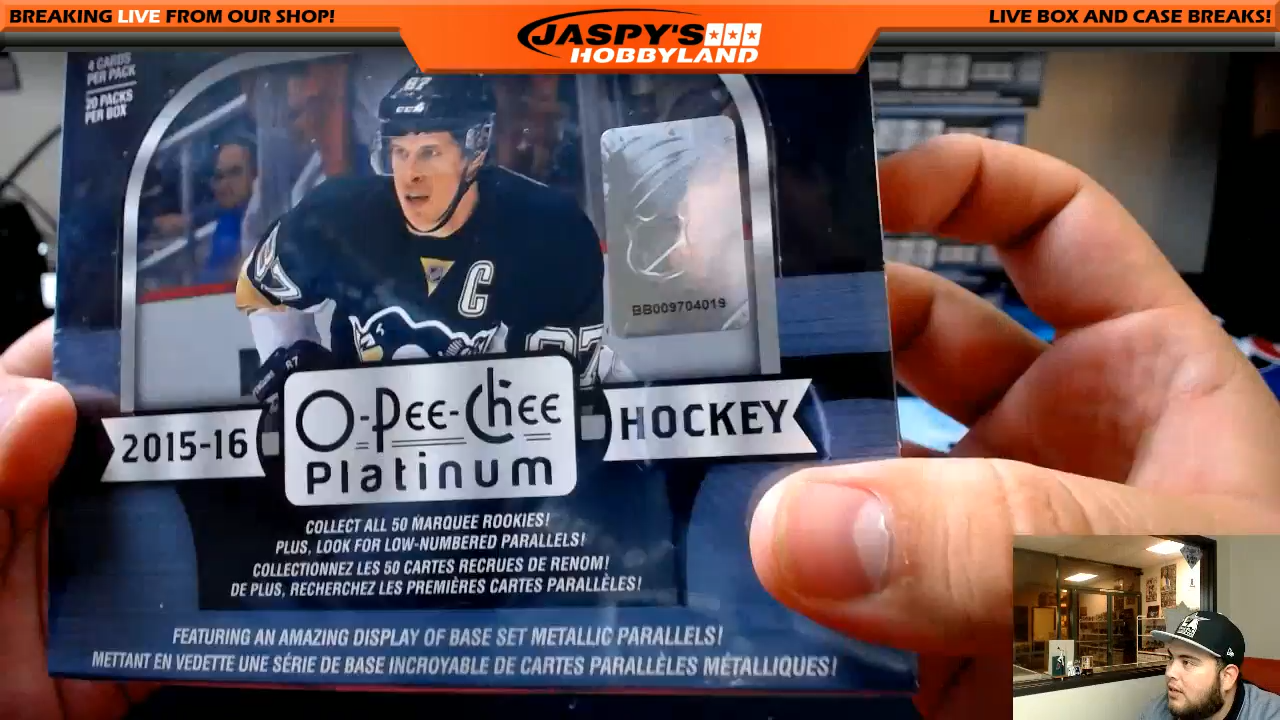 BREAKING LIVE FROM OUR SHOP!
JASPY'S
HOBBYLAND
LIVE BOX AND CASE BREAKS!
4 CARDS
PER PACK
20 PACKS
PER BOX
87
C
87
87
BB009704019
2015-16
O-Pee-Chee
Platinum
HOCKEY
COLLECT ALL 50 MARQUEE ROOKIES!
PLUS, LOOK FOR LOW-NUMBERED PARALLELS!
COLLECTIONNEZ LES 50 CARTES RECRUES DE RENOM!
DE PLUS, RECHERCHEZ LES PREMIÈRES CARTES PARALLÈLES!
FEATURING AN AMAZING DISPLAY OF BASE SET METALLIC PARALLELS!
METTANT EN VEDETTE UNE SÉRIE DE BASE INCROYABLE DE CARTES PARALLÈLES MÉTALLIQUES!